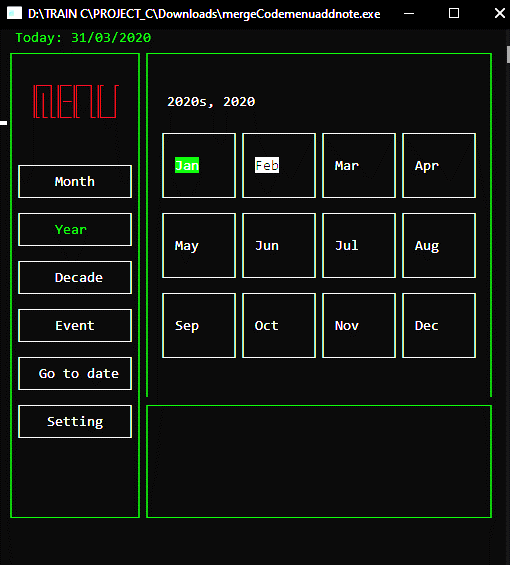 D:\TRAIN C\PROJECT_C\Downloads\mergeCodemenuaddnote.exe
Today: 31/03/2020
MENU
Month
Year
Decade
Event
Go to date
Setting
2020s, 2020
Jan Feb Mar Apr
May Jun Jul Aug
Sep Oct Nov Dec